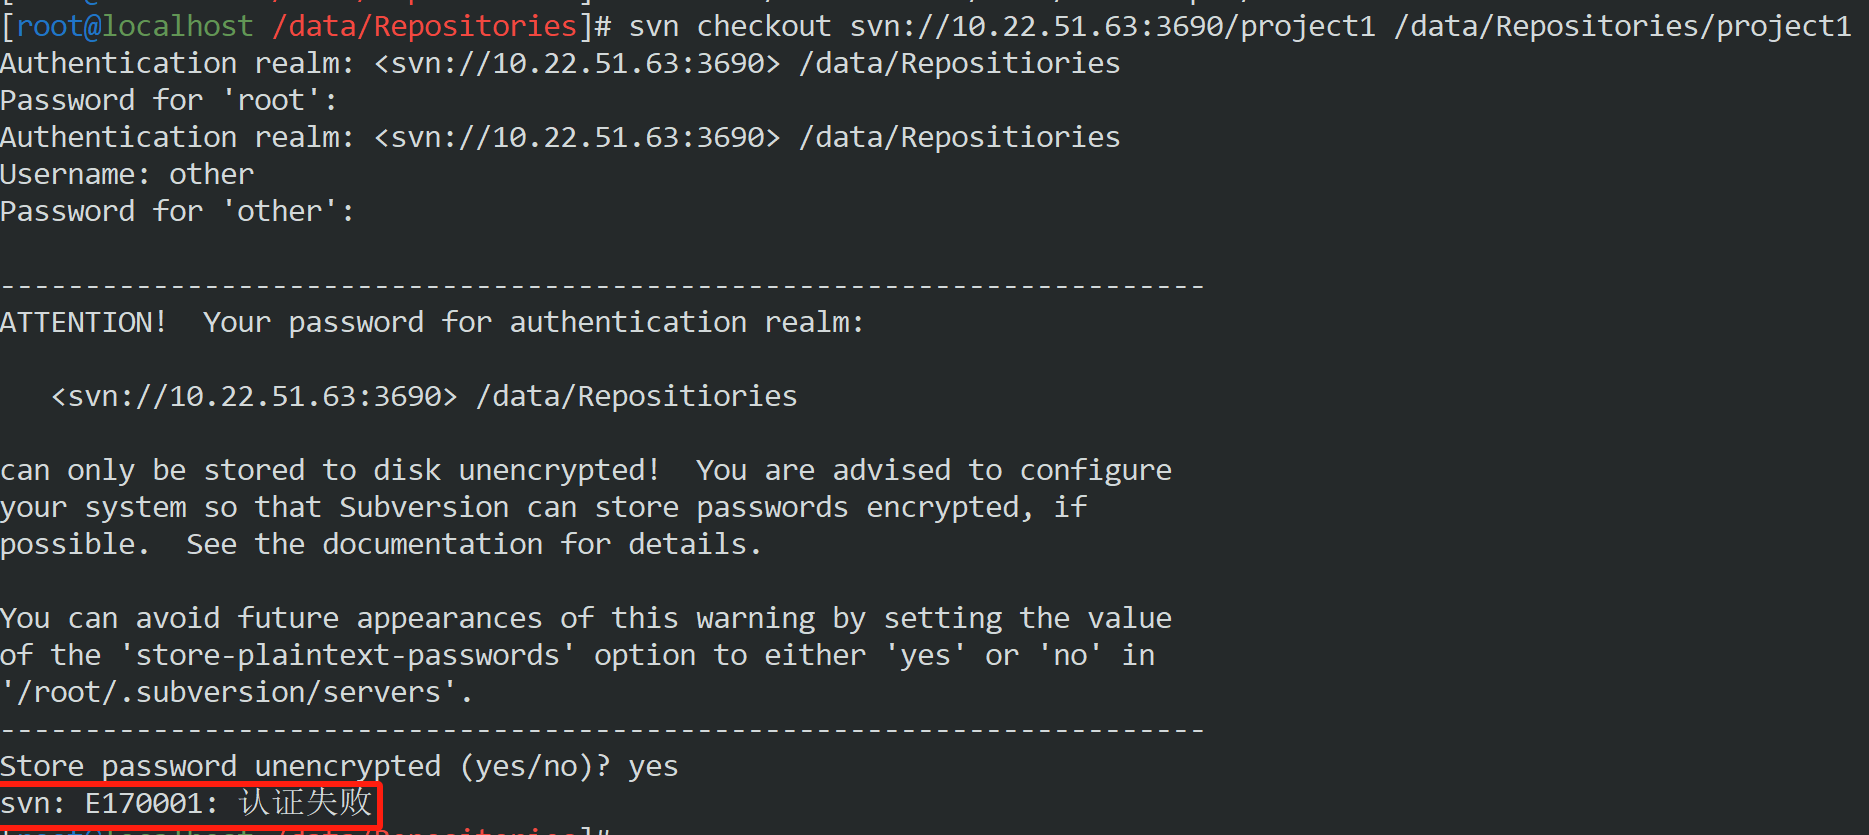 [root@localhost /data/Repositories]# svn checkout svn://10.22.51.63:3690/project1 /data/Repositories/project1
Authentication realm: <svn://10.22.51.63:3690> /data/Repositiories
Password for 'root':
Authentication realm: <svn://10.22.51.63:3690> /data/Repositiories
Username: other
Password for 'other':
-----------------------------------------------------------------------
ATTENTION!  Your password for authentication realm:
   <svn://10.22.51.63:3690> /data/Repositiories
can only be stored to disk unencrypted!  You are advised to configure
your system so that Subversion can store passwords encrypted, if
possible.  See the documentation for details.
You can avoid future appearances of this warning by setting the value
of the 'store-plaintext-passwords' option to either 'yes' or 'no' in
'/root/.subversion/servers'.
-----------------------------------------------------------------------
Store password unencrypted (yes/no)? yes
svn: E170001: 认证失败